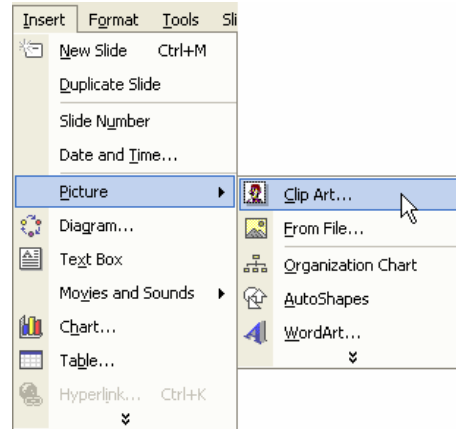 Insert Format Tools Sli
New Slide Ctrl+M
Duplicate Slide
Slide Number
Date and Time...
Picture
Clip Art...
Diagram...
From File...
Text Box
Organization Chart
Movies and Sounds
AutoShapes
Chart...
WordArt...
Table...
Hyperlink... Ctrl+K